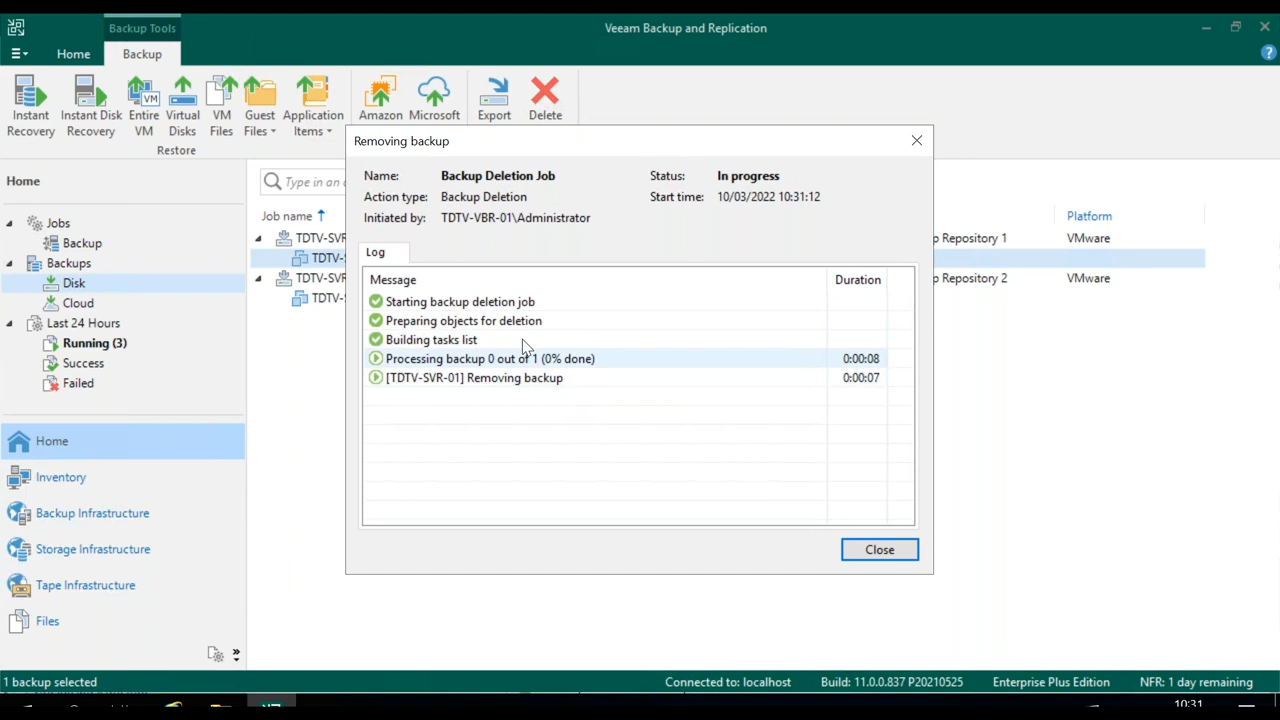 Backup Tools
Veeam Backup and Replication
Home
Backup
?
Instant Recovery
Instant Disk Recovery
Entire VM
Virtual Disks
VM Files
Guest Files
Application Items
Amazon
Microsoft
Export
Delete
Restore
Removing backup
Name: Backup Deletion Job
Status: In progress
Action type: Backup Deletion
Start time: 10/03/2022 10:31:12
Initiated by: TDTV-VBR-01\Administrator
Log
Message Duration
Starting backup deletion job
Preparing objects for deletion
Building tasks list
Processing backup 0 out of 1 (0% done) 0:00:08
[TDTV-SVR-01] Removing backup 0:00:07
Close
Home
Jobs
Backup
Backups
Disk
Cloud
Last 24 Hours
Running (3)
Success
Failed
Home
Inventory
Backup Infrastructure
Storage Infrastructure
Tape Infrastructure
Files
Type in an
Job name
Platform
Repository 1 VMware
Repository 2 VMware
1 backup selected
Connected to: localhost
Build: 11.0.0.837 P20210525
Enterprise Plus Edition
NFR: 1 day remaining
10:31